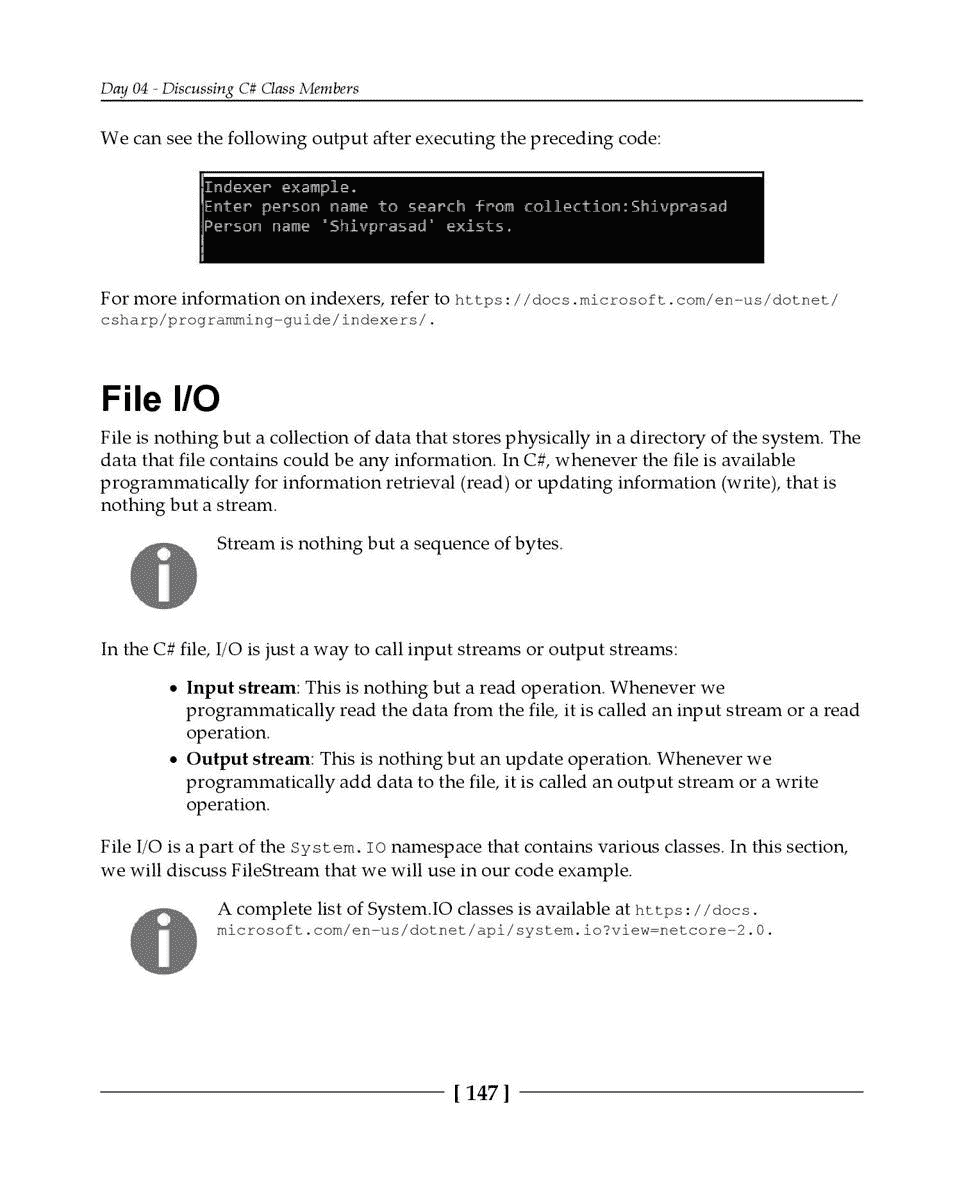 Day 04 - Discussing C# Class Members
We can see the following output after executing the preceding code:
Indexer example.
Enter person name to search from collection:Shivprasad
Person name 'Shivprasad' exists.
For more information on indexers, refer to https://docs.microsoft.com/en-us/dotnet/
csharp/programming-guide/indexers/.
File I/O
File is nothing but a collection of data that stores physically in a directory of the system. The
data that file contains could be any information. In C#, whenever the file is available
programmatically for information retrieval (read) or updating information (write), that is
nothing but a stream.
Stream is nothing but a sequence of bytes.
In the C# file, I/O is just a way to call input streams or output streams:
• Input stream: This is nothing but a read operation. Whenever we
programmatically read the data from the file, it is called an input stream or a read
operation.
• Output stream: This is nothing but an update operation. Whenever we
programmatically add data to the file, it is called an output stream or a write
operation.
File I/O is a part of the System.IO namespace that contains various classes. In this section,
we will discuss FileStream that we will use in our code example.
A complete list of System.IO classes is available at https://docs.
microsoft.com/en-us/dotnet/api/system.io?view=netcore-2.0.
[ 147 ]